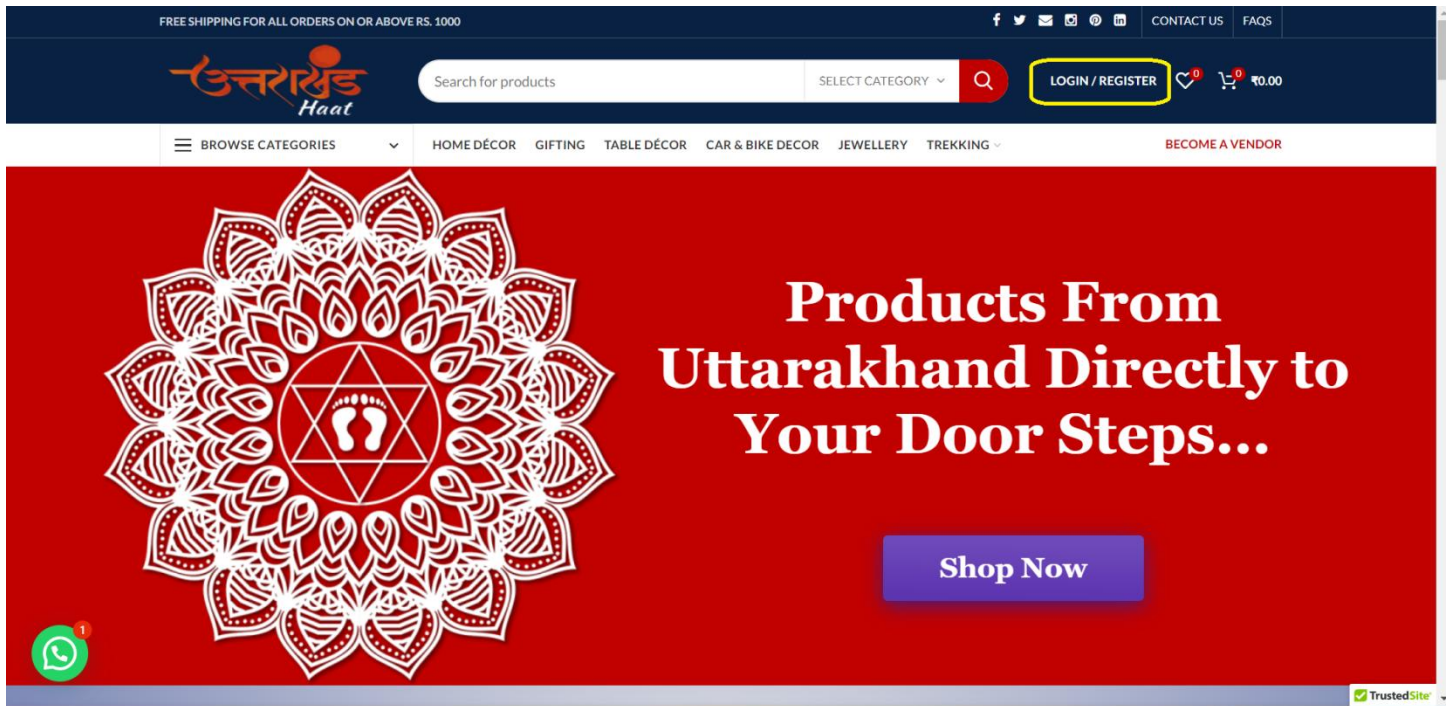 FREE SHIPPING FOR ALL ORDERS ON OR ABOVE RS. 1000
CONTACT US
FAQS
उत्तराखंड
Haat
Search for products
SELECT CATEGORY
LOGIN / REGISTER
0
0
₹0.00
BROWSE CATEGORIES
HOME DÉCOR
GIFTING
TABLE DÉCOR
CAR & BIKE DECOR
JEWELLERY
TREKKING
BECOME A VENDOR
Products From
Uttarakhand Directly to
Your Door Steps...
Shop Now
1
TrustedSite